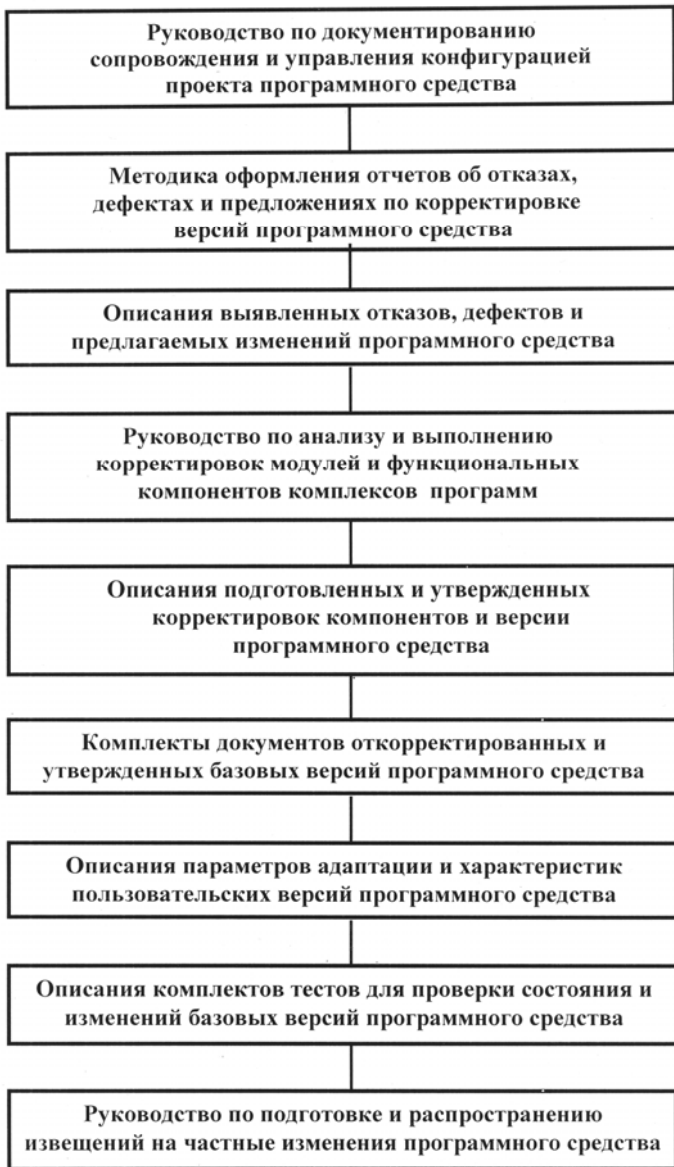 Руководство по документированию
сопровождения и управления конфигурацией
проекта программного средства
Методика оформления отчетов об отказах,
дефектах и предложениях по корректировке
версий программного средства
Описания выявленных отказов, дефектов и
предлагаемых изменений программного средства
Руководство по анализу и выполнению
корректировок модулей и функциональных
компонентов комплексов программ
Описания подготовленных и утвержденных
корректировок компонентов и версии
программного средства
Комплекты документов откорректированных и
утвержденных базовых версий программного средства
Описания параметров адаптации и характеристик
пользовательских версий программного средства
Описания комплектов тестов для проверки состояния и
изменений базовых версий программного средства
Руководство по подготовке и распространению
извещений на частные изменения программного средства